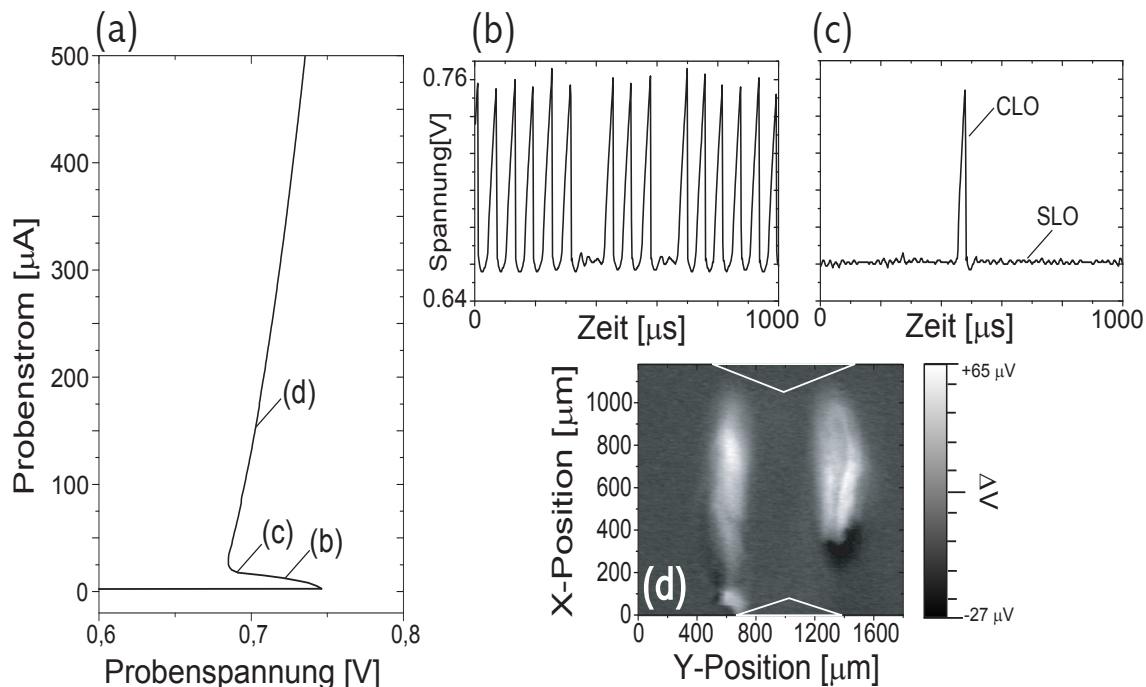 (a)
500
400
300
200
100
0
0,6
0,7
0,8
Probenstrom [μA]
Probenspannung [V]
(d)
(c)
(b)
(b)
0.76
0.64
Spannung[V]
0
1000
Zeit [μs]
(c)
CLO
SLO
0
1000
Zeit [μs]
1000
800
600
400
200
0
X-Position [μm]
(d)
0
400
800
1200
1600
Y-Position [μm]
+65 μV
ΔV
-27 μV